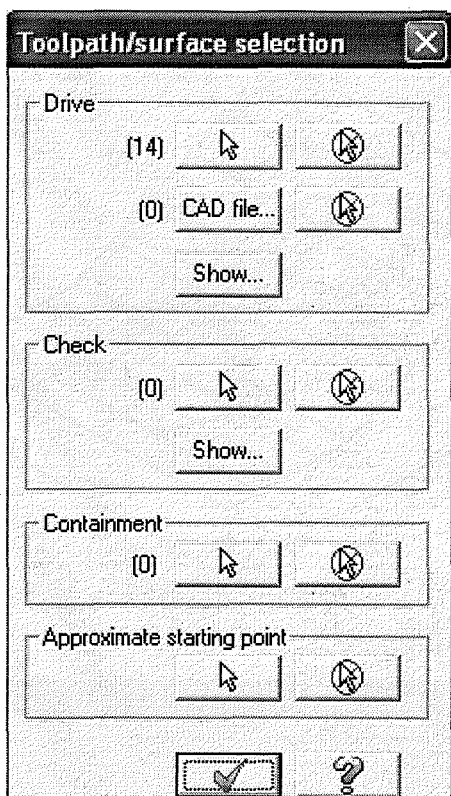 Toolpath/surface selection
Drive
(14)
(0) CAD file...
Show...
Check
(0)
Show...
Containment
(0)
Approximate starting point